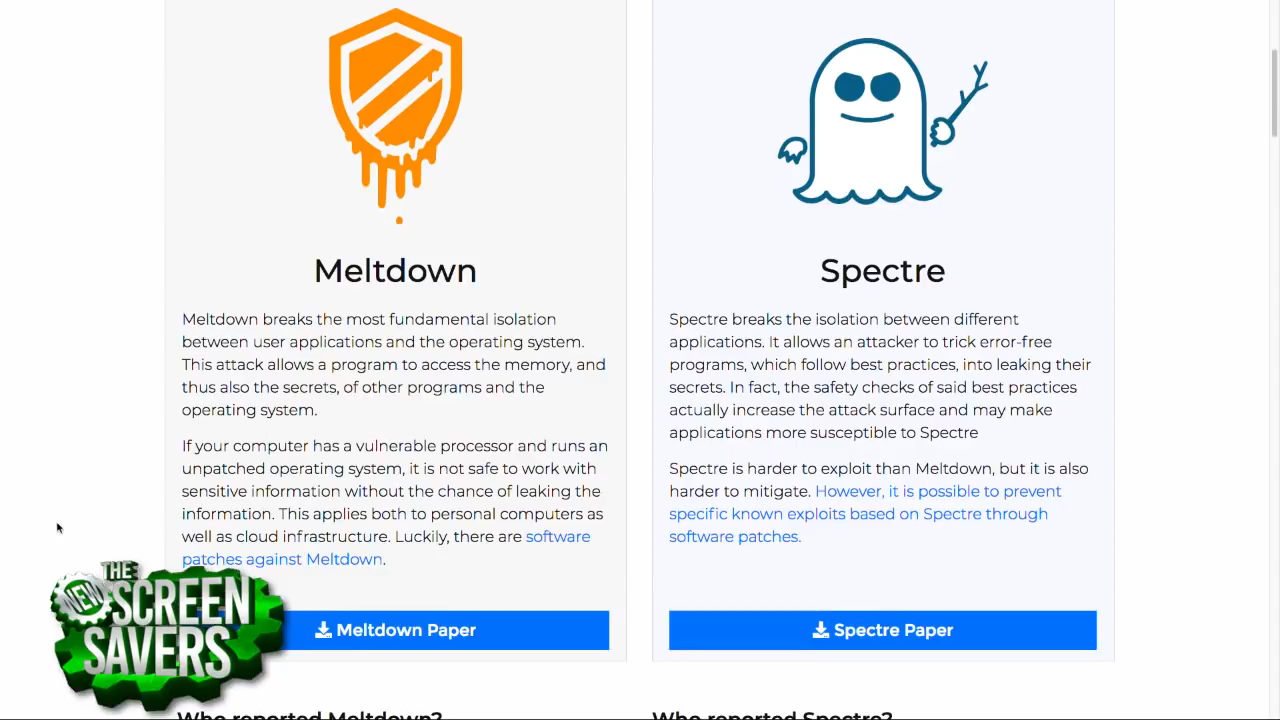 Meltdown
Meltdown breaks the most fundamental isolation
between user applications and the operating system.
This attack allows a program to access the memory, and
thus also the secrets, of other programs and the
operating system.
If your computer has a vulnerable processor and runs an
unpatched operating system, it is not safe to work with
sensitive information without the chance of leaking the
information. This applies both to personal computers as
well as cloud infrastructure. Luckily, there are software
patches against Meltdown.
Meltdown Paper
Spectre
Spectre breaks the isolation between different
applications. It allows an attacker to trick error-free
programs, which follow best practices, into leaking their
secrets. In fact, the safety checks of said best practices
actually increase the attack surface and may make
applications more susceptible to Spectre
Spectre is harder to exploit than Meltdown, but it is also
harder to mitigate. However, it is possible to prevent
specific known exploits based on Spectre through
software patches.
Spectre Paper
Who reported Meltdown?
Who reported Spectre?
THE
NEW
SCREEN
SAVERS